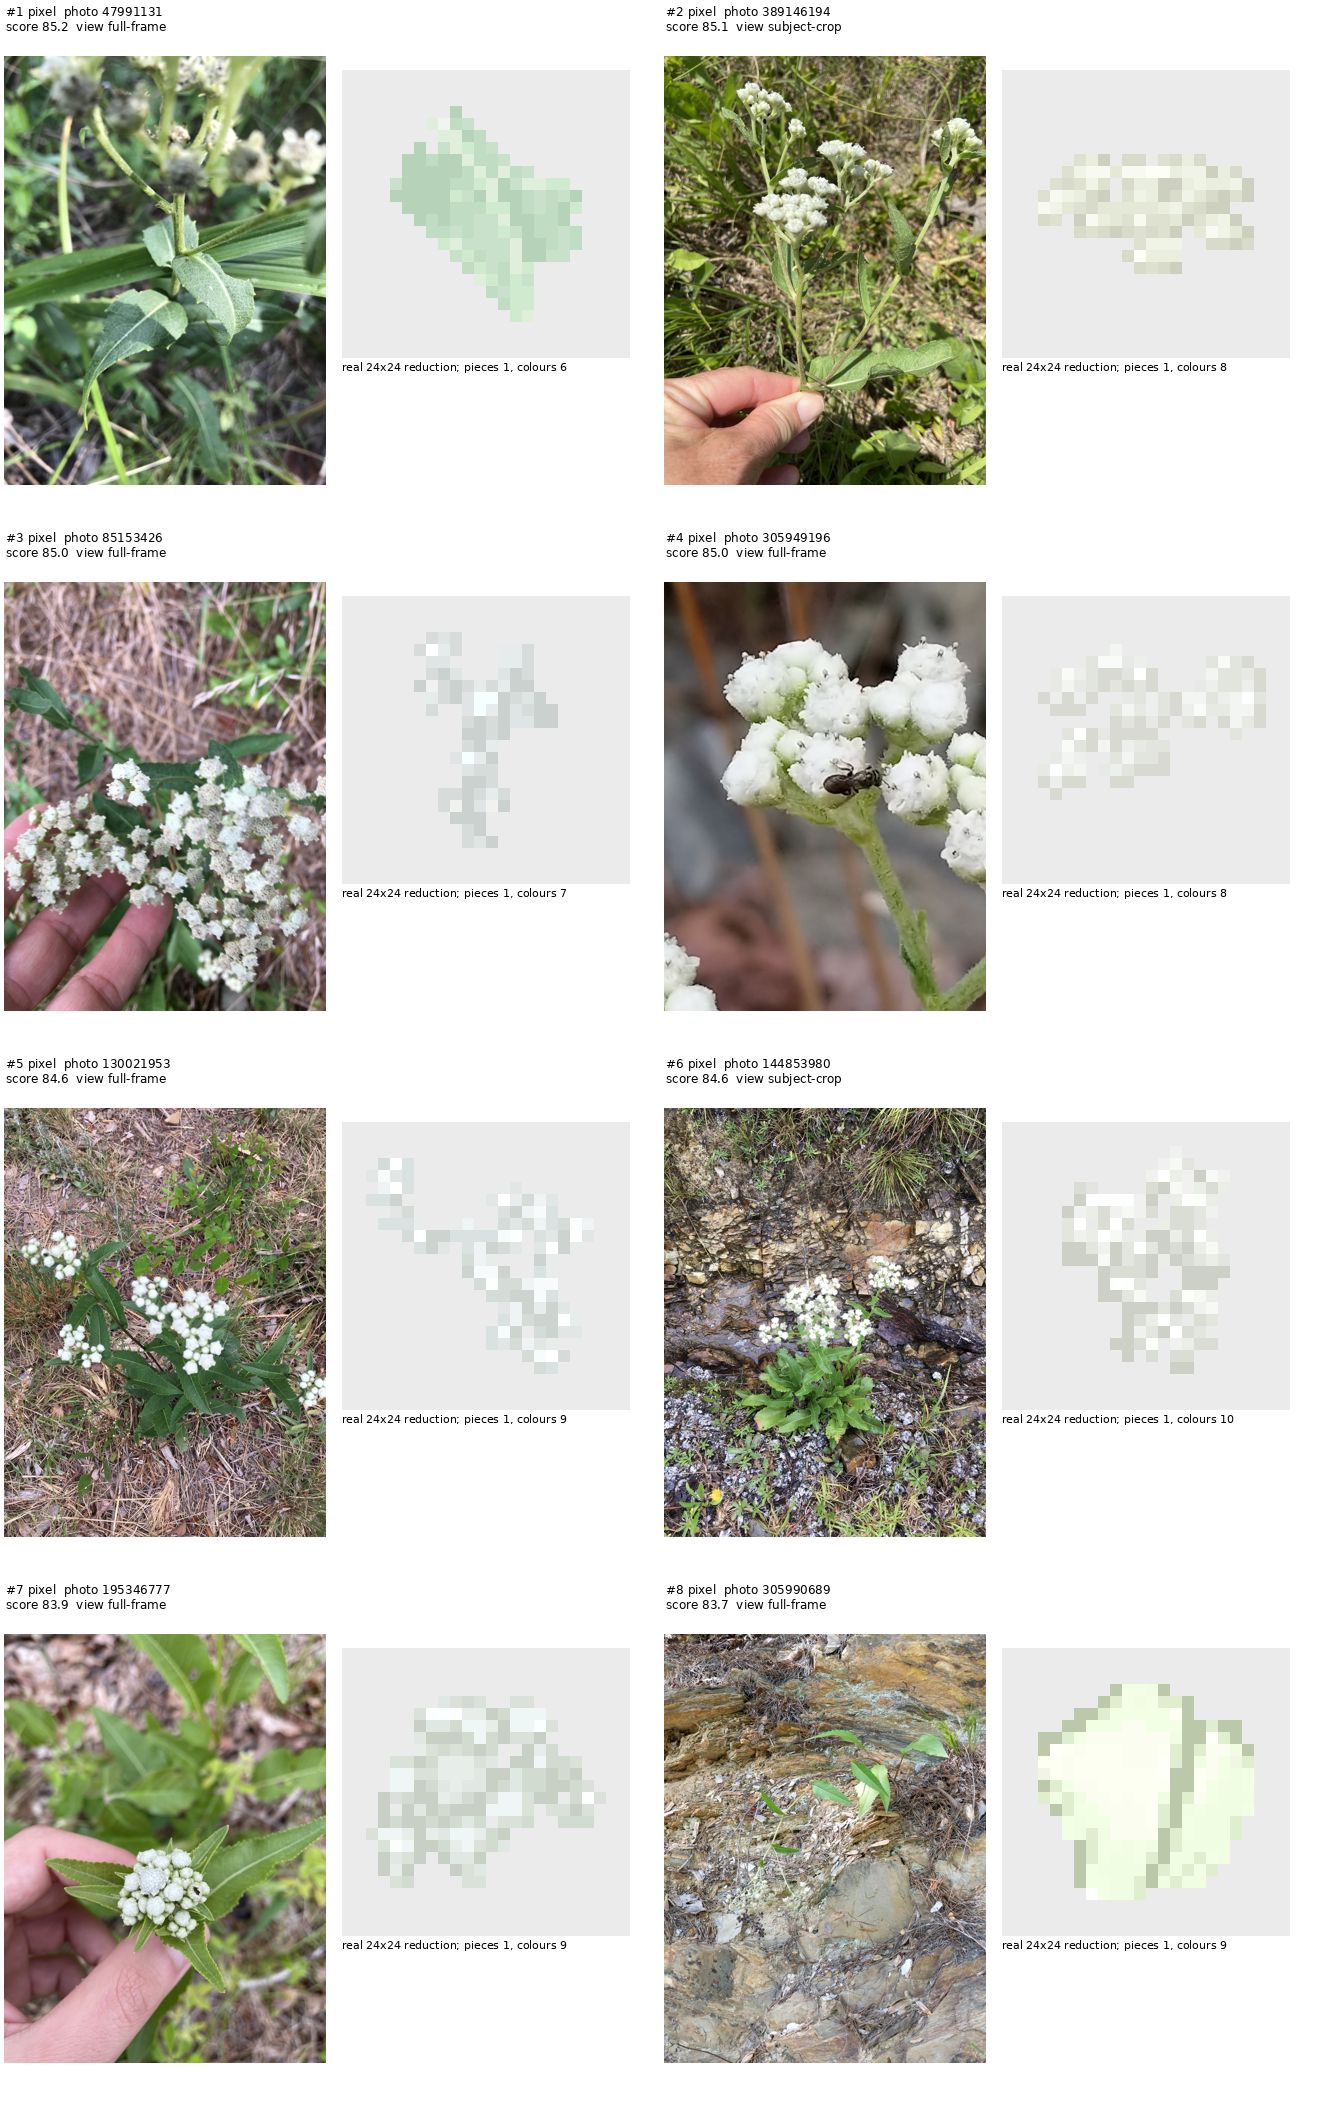 #1 pixel  photo 47991131
score 85.2  view full-frame
real 24x24 reduction; pieces 1, colours 6
#2 pixel  photo 389146194
score 85.1  view subject-crop
real 24x24 reduction; pieces 1, colours 8
#3 pixel  photo 85153426
score 85.0  view full-frame
real 24x24 reduction; pieces 1, colours 7
#4 pixel  photo 305949196
score 85.0  view full-frame
real 24x24 reduction; pieces 1, colours 8
#5 pixel  photo 130021953
score 84.6  view full-frame
real 24x24 reduction; pieces 1, colours 9
#6 pixel  photo 144853980
score 84.6  view subject-crop
real 24x24 reduction; pieces 1, colours 10
#7 pixel  photo 195346777
score 83.9  view full-frame
real 24x24 reduction; pieces 1, colours 9
#8 pixel  photo 305990689
score 83.7  view full-frame
real 24x24 reduction; pieces 1, colours 9